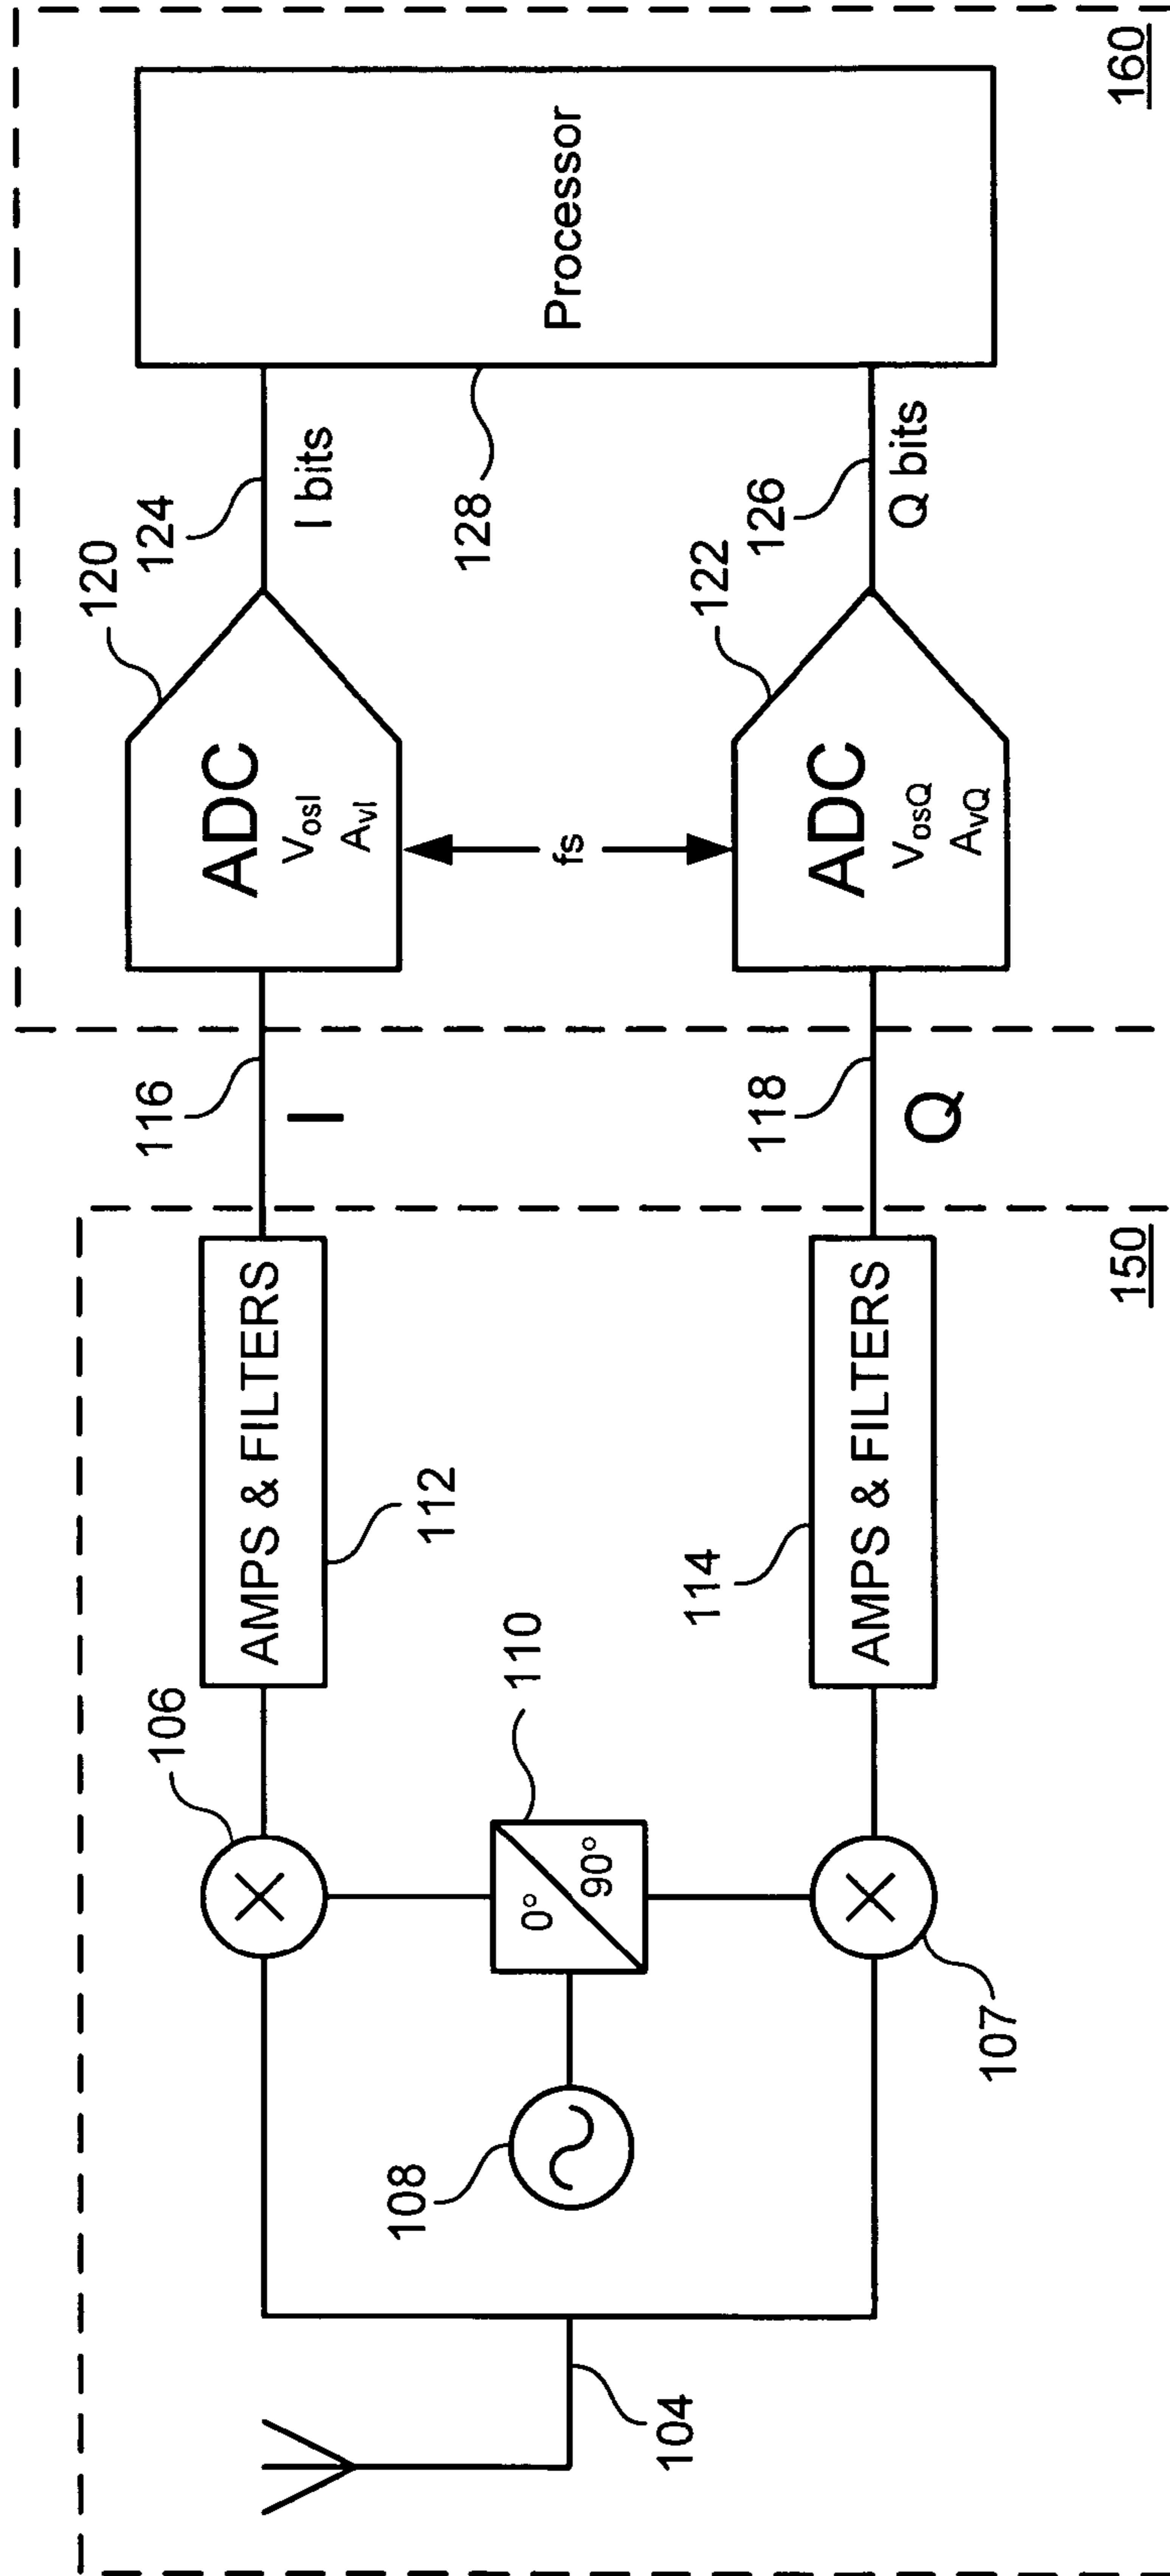 104
108
106
107
110
0°
90°
AMPS & FILTERS
112
AMPS & FILTERS
114
150
116
I
118
Q
120
ADC
VosI
AvI
fs
122
ADC
VosQ
AvQ
124
I bits
126
Q bits
128
Processor
160